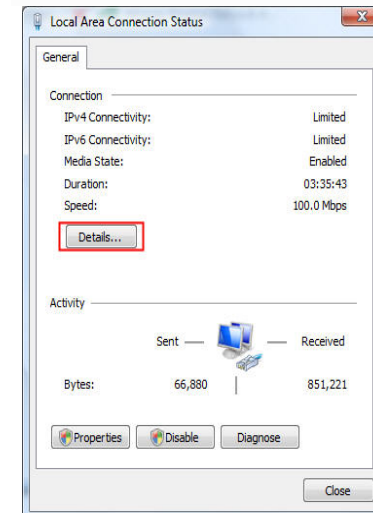 Local Area Connection Status
General
Connection
IPv4 Connectivity: Limited
IPv6 Connectivity: Limited
Media State: Enabled
Duration: 03:35:43
Speed: 100.0 Mbps
Details...
Activity
Sent Received
Bytes: 66,880 851,221
Properties Disable Diagnose
Close